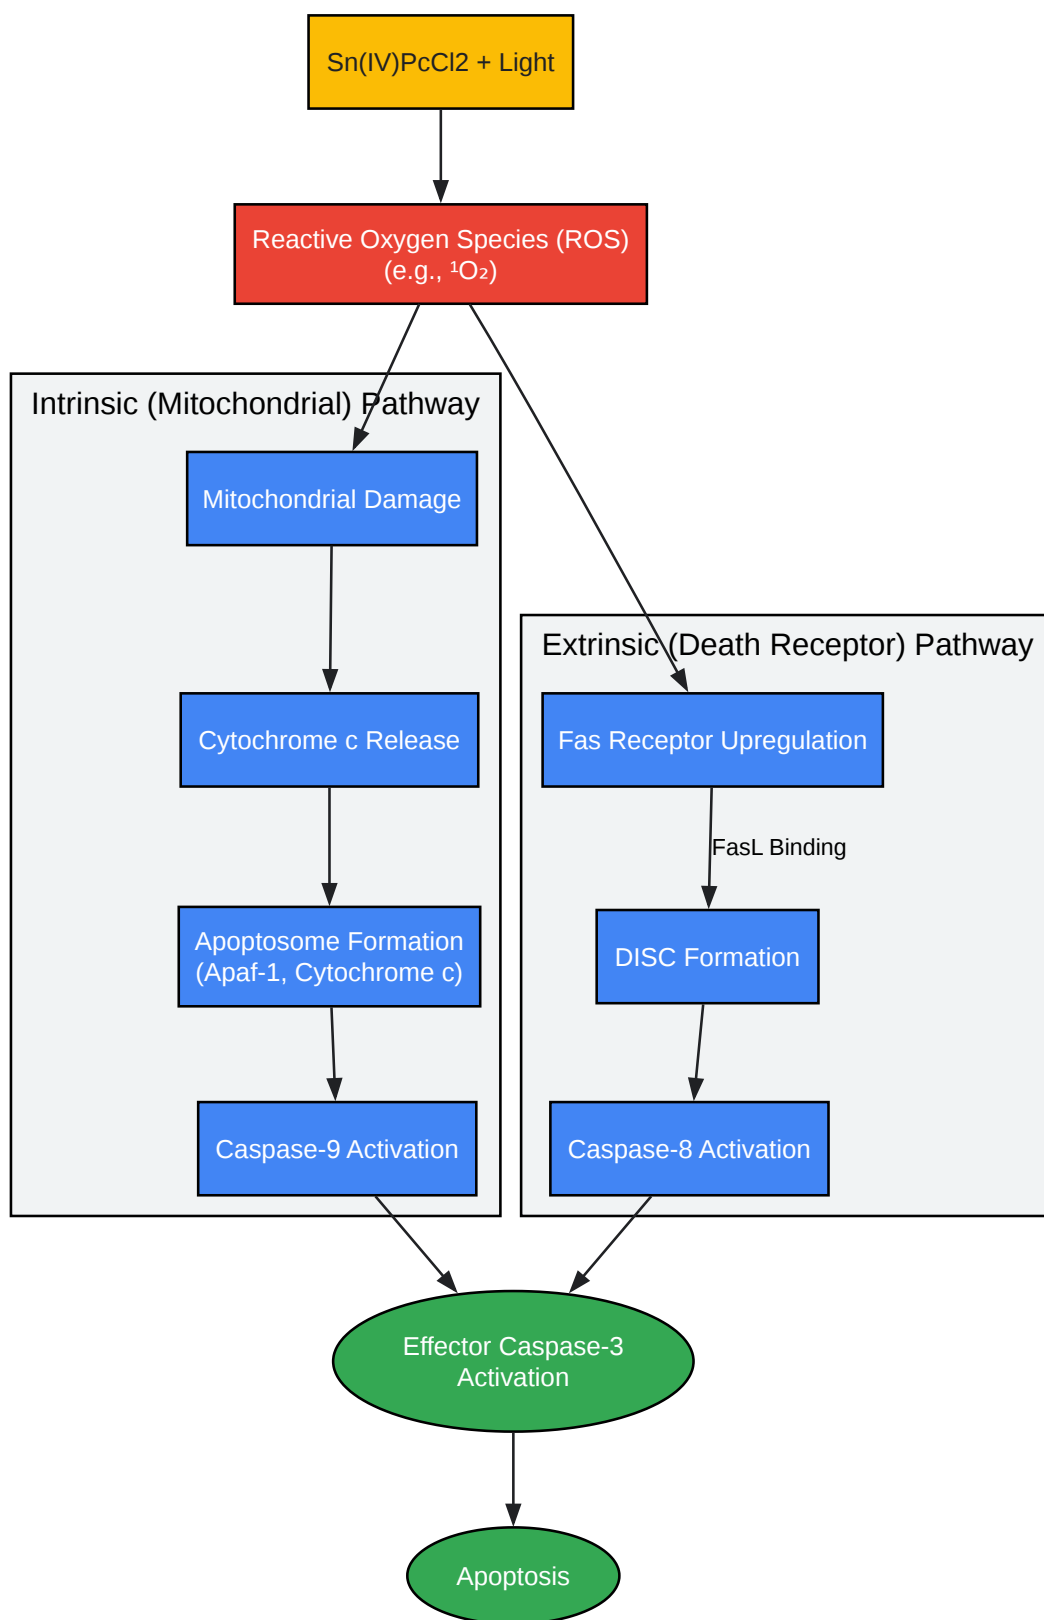 Sn(IV)PcCl2 + Light
Reactive Oxygen Species (ROS)
(e.g., ¹O₂)
Intrinsic (Mitochondrial) Pathway
Mitochondrial Damage
Cytochrome c Release
Apoptosome Formation
(Apaf-1, Cytochrome c)
Caspase-9 Activation
Extrinsic (Death Receptor) Pathway
Fas Receptor Upregulation
FasL Binding
DISC Formation
Caspase-8 Activation
Effector Caspase-3
Activation
Apoptosis